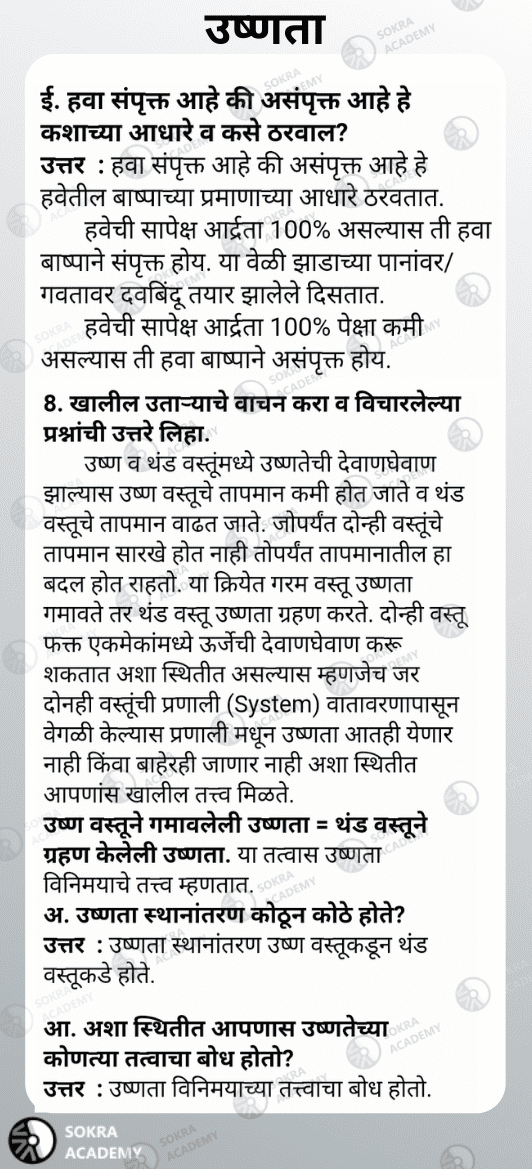 उष्णता
ई. हवा संपृक्त आहे की असंपृक्त आहे हे
कशाच्या आधारे व कसे ठरवाल?
उत्तर : हवा संपृक्त आहे की असंपृक्त आहे हे
हवेतील बाष्पाच्या प्रमाणाच्या आधारे ठरवतात.
हवेची सापेक्ष आर्द्रता 100% असल्यास ती हवा
बाष्पाने संपृक्त होय. या वेळी झाडाच्या पानांवर/
गवतावर दवबिंदू तयार झालेले दिसतात.
हवेची सापेक्ष आर्द्रता 100% पेक्षा कमी
असल्यास ती हवा बाष्पाने असंपृक्त होय.
8. खालील उताऱ्याचे वाचन करा व विचारलेल्या
प्रश्नांची उत्तरे लिहा.
उष्ण व थंड वस्तूंमध्ये उष्णतेची देवाणघेवाण
झाल्यास उष्ण वस्तूचे तापमान कमी होत जाते व थंड
वस्तूचे तापमान वाढत जाते. जोपर्यंत दोन्ही वस्तूंचे
तापमान सारखे होत नाही तोपर्यंत तापमानातील हा
बदल होत राहतो. या क्रियेत गरम वस्तू उष्णता
गमावते तर थंड वस्तू उष्णता ग्रहण करते. दोन्ही वस्तू
फक्त एकमेकांमध्ये ऊर्जेची देवाणघेवाण करू
शकतात अशा स्थितीत असल्यास म्हणजेच जर
दोनही वस्तूंची प्रणाली (System) वातावरणापासून
वेगळी केल्यास प्रणाली मधून उष्णता आतही येणार
नाही किंवा बाहेरही जाणार नाही अशा स्थितीत
आपणांस खालील तत्त्व मिळते.
उष्ण वस्तूने गमावलेली उष्णता = थंड वस्तूने
ग्रहण केलेली उष्णता. या तत्वास उष्णता
विनिमयाचे तत्त्व म्हणतात.
अ. उष्णता स्थानांतरण कोठून कोठे होते?
उत्तर : उष्णता स्थानांतरण उष्ण वस्तूकडून थंड
वस्तूकडे होते.
आ. अशा स्थितीत आपणास उष्णतेच्या
कोणत्या तत्वाचा बोध होतो?
उत्तर : उष्णता विनिमयाच्या तत्त्वाचा बोध होतो.
SOKRA
ACADEMY